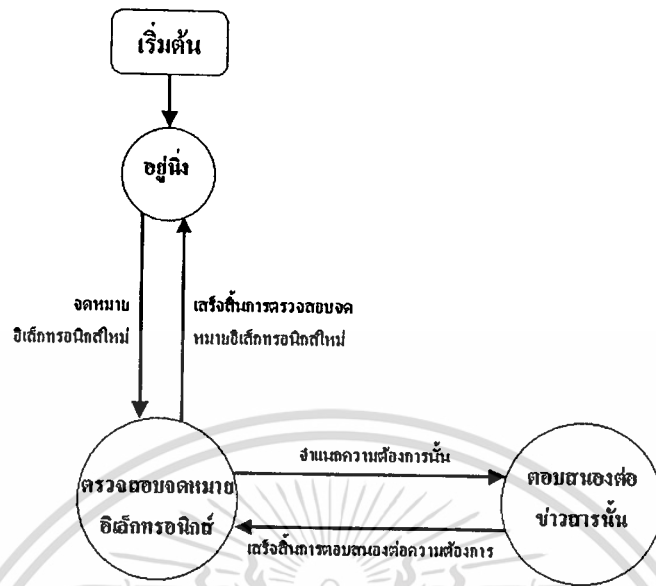 เริ่มต้น
อยู่นิ่ง
จดหมาย
อิเล็กทรอนิกส์ใหม่
เสร็จสิ้นการตรวจสอบจด
หมายอิเล็กทรอนิกส์ใหม่
ตรวจสอบจดหมาย
อิเล็กทรอนิกส์
จำแนกความต้องการนั้น
เสร็จสิ้นการตอบสนองต่อความต้องการ
ตอบสนองต่อ
ข่าวสารนั้น